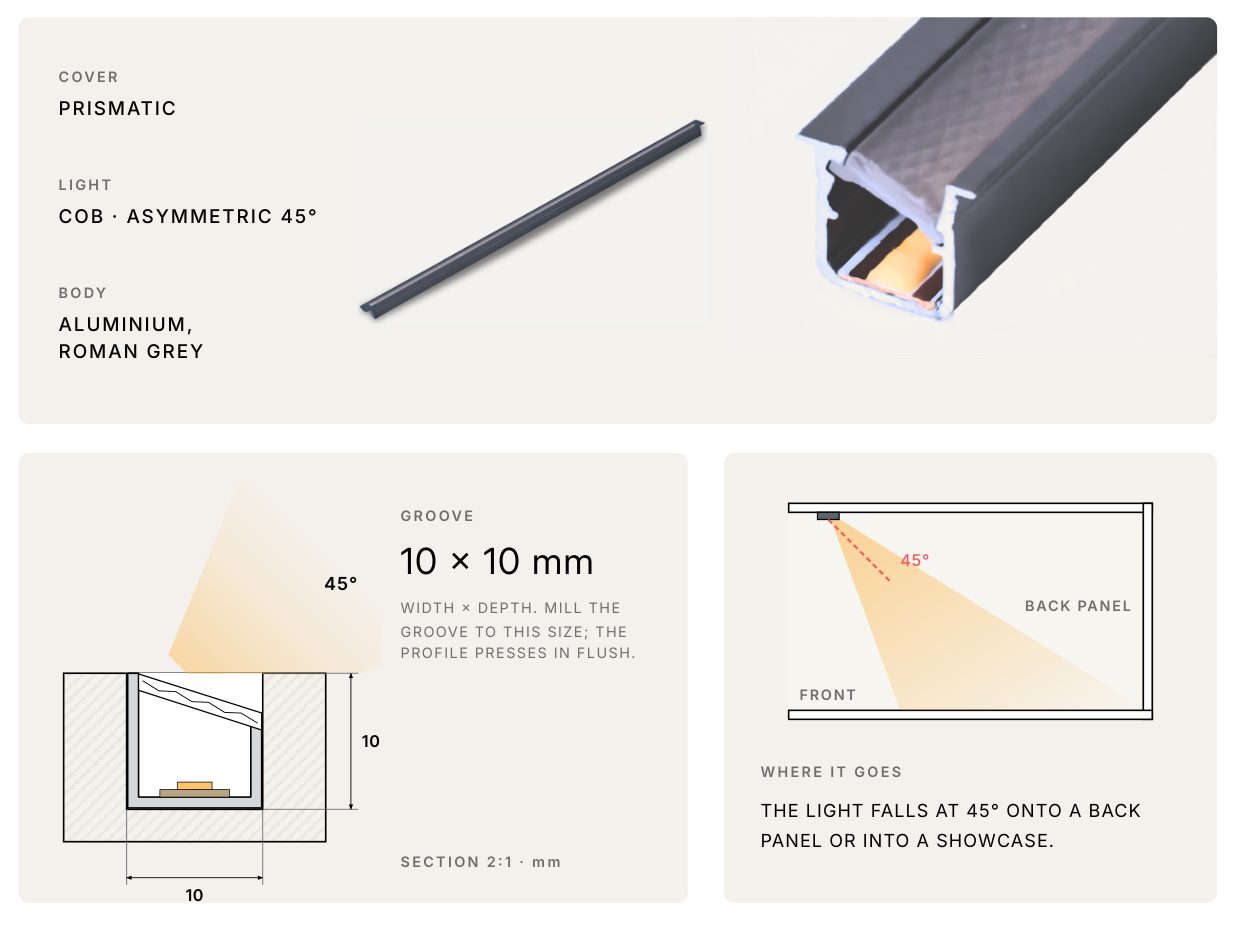 COVER
PRISMATIC
LIGHT
COB · ASYMMETRIC 45°
BODY
ALUMINIUM,
ROMAN GREY
45°
10
10
GROOVE
10 × 10 mm
WIDTH × DEPTH. MILL THE
GROOVE TO THIS SIZE; THE
PROFILE PRESSES IN FLUSH.
SECTION 2:1 · mm
45°
BACK PANEL
FRONT
WHERE IT GOES
THE LIGHT FALLS AT 45° ONTO A BACK
PANEL OR INTO A SHOWCASE.